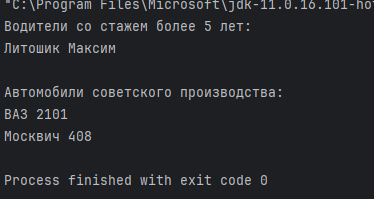 "C:\Program Files\Microsoft\jdk-11.0.16.101-hot
Водители со стажем более 5 лет:
Литошик Максим
Автомобили советского производства:
ВАЗ 2101
Москвич 408
Process finished with exit code 0